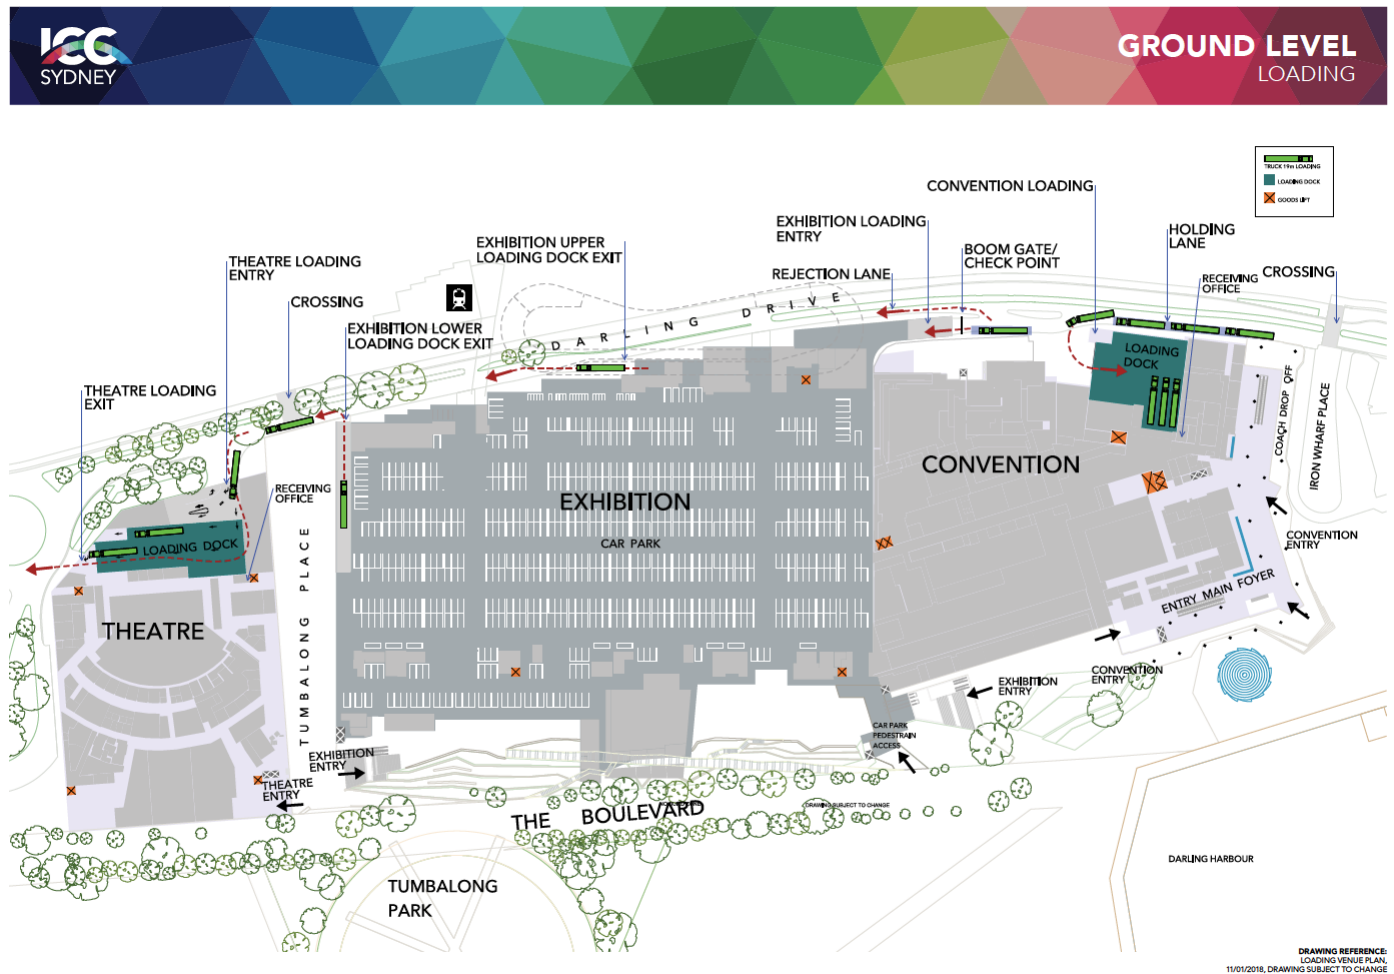 ICC
SYDNEY
GROUND LEVEL
LOADING
TRUCK 19m LOADING
LOADING DOCK
GOODS LIFT
CONVENTION LOADING
EXHIBITION LOADING
ENTRY
HOLDING
LANE
EXHIBITION UPPER
LOADING DOCK EXIT
BOOM GATE/
CHECK POINT
THEATRE LOADING
ENTRY
REJECTION LANE
RECEIVING
OFFICE
CROSSING
CROSSING
DARLING DRIVE
EXHIBITION LOWER
LOADING DOCK EXIT
LOADING
DOCK
THEATRE LOADING
EXIT
COACH DROP OFF
IRON WHARF PLACE
CONVENTION
RECEIVING
OFFICE
EXHIBITION
CAR PARK
LOADING DOCK
TUMBALONG PLACE
CONVENTION
ENTRY
ENTRY MAIN FOYER
THEATRE
CONVENTION
ENTRY
EXHIBITION
ENTRY
CAR PARK
PEDESTRAIN
ACCESS
EXHIBITION
ENTRY
THEATRE
ENTRY
THE BOULEVARD
DRAWING SUBJECT TO CHANGE
DARLING HARBOUR
TUMBALONG
PARK
DRAWING REFERENCE:
LOADING VENUE PLAN,
11/01/2018, DRAWING SUBJECT TO CHANGE